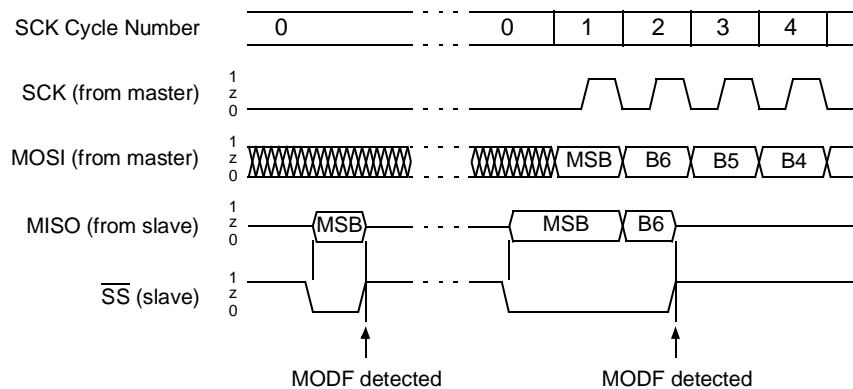 SCK Cycle Number 0 0 1 2 3 4
SCK (from master) 1 z 0
MOSI (from master) 1 z 0 MSB B6 B5 B4
MISO (from slave) 1 z 0 MSB MSB B6
SS (slave) 1 z 0
MODF detected MODF detected